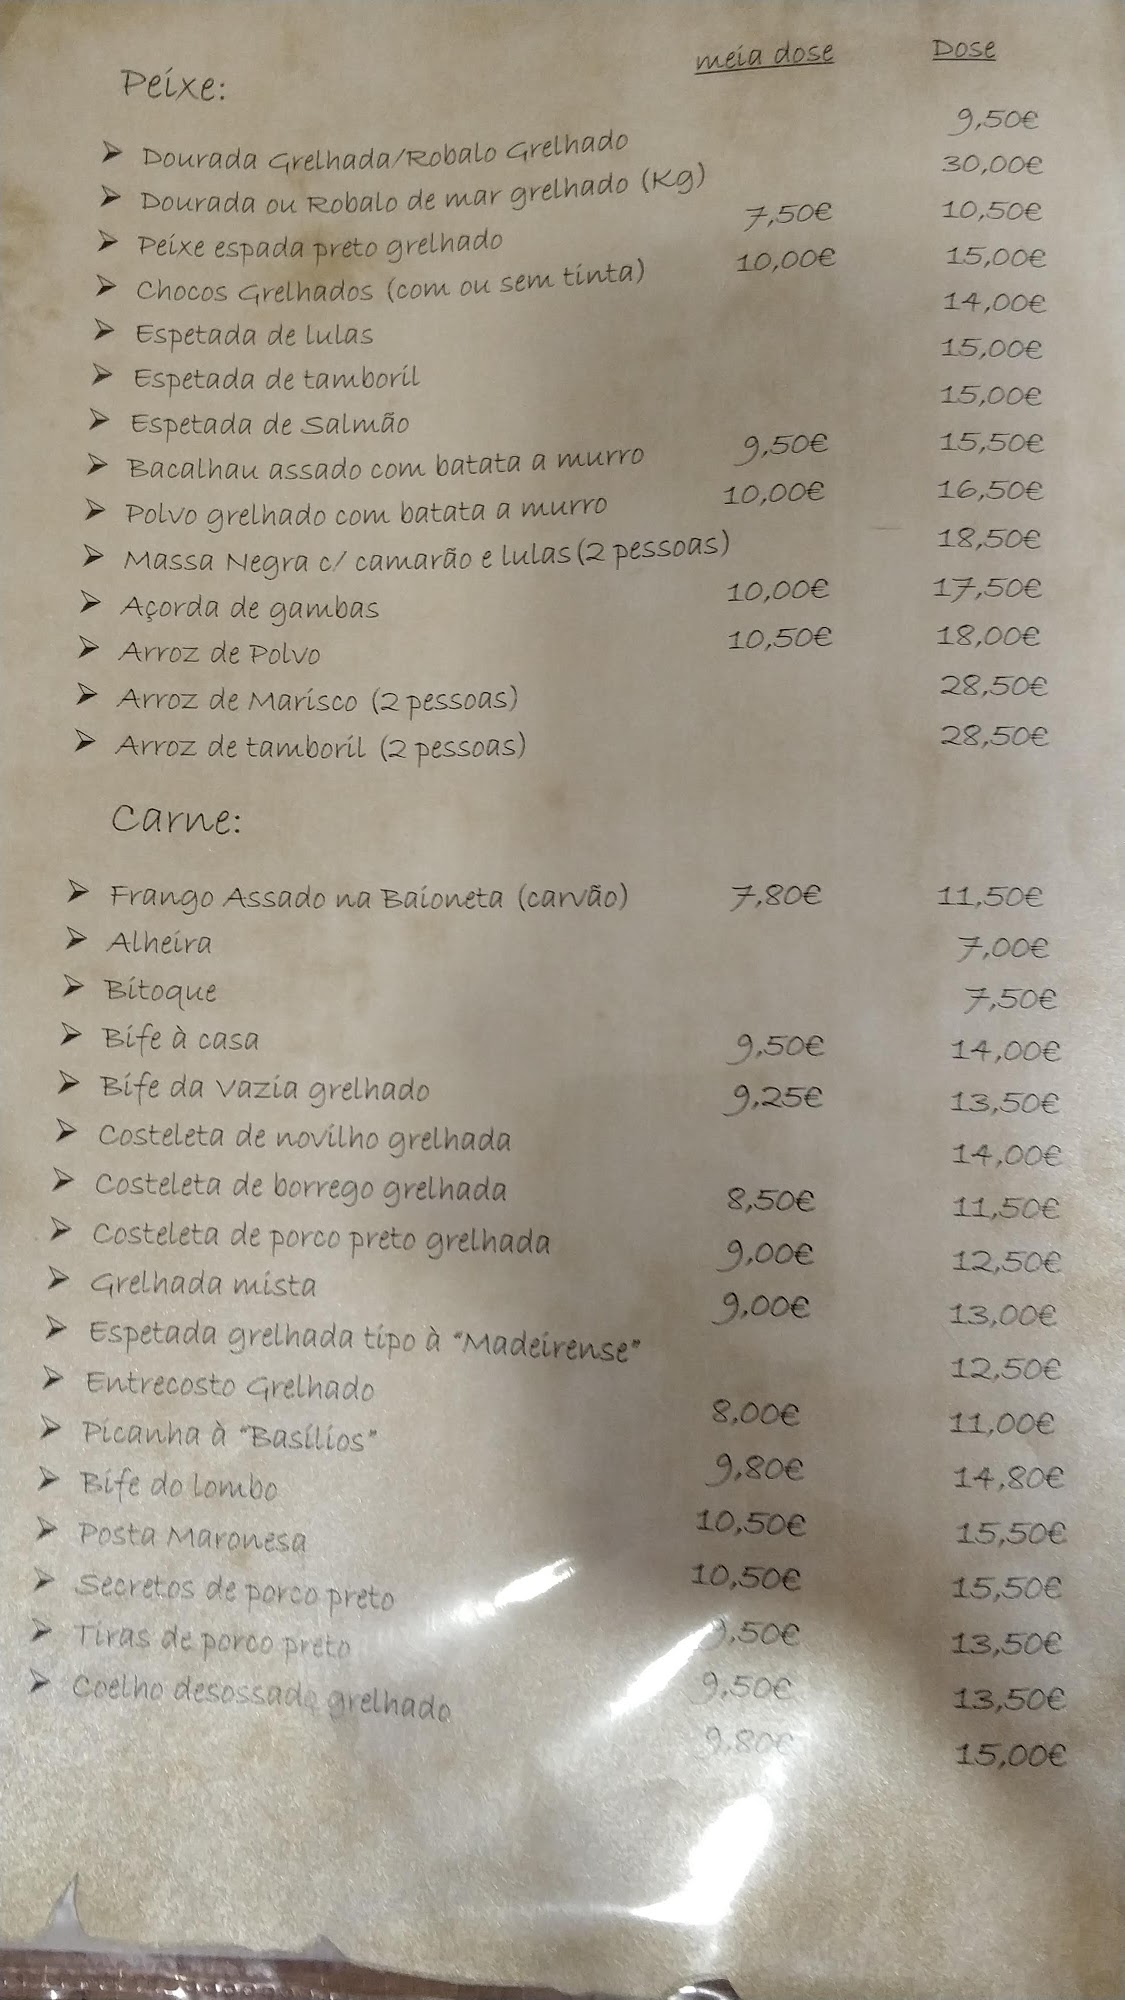 meia dose Dose
Peixe:
Dourada Grelhada/Robalo Grelhado 9,50€
Dourada ou Robalo de mar grelhado (Kg) 30,00€
Peixe espada preto grelhado 7,50€ 10,50€
Chocos Grelhados (com ou sem tinta) 10,00€ 15,00€
Espetada de lulas 14,00€
Espetada de tamboril 15,00€
Espetada de Salmão 15,00€
Bacalhau assado com batata a murro 9,50€ 15,50€
Polvo grelhado com batata a murro 10,00€ 16,50€
Massa Negra c/ camarão e lulas (2 pessoas) 18,50€
Açorda de gambas 10,00€ 17,50€
Arroz de Polvo 10,50€ 18,00€
Arroz de Marisco (2 pessoas) 28,50€
Arroz de tamboril (2 pessoas) 28,50€
Carne:
Frango Assado na Baioneta (carvão) 7,80€ 11,50€
Alheira 7,00€
Bitoque 7,50€
Bife à casa 9,50€ 14,00€
Bife da Vazia grelhado 9,25€ 13,50€
Costeleta de novilho grelhada 14,00€
Costeleta de borrego grelhada 8,50€ 11,50€
Costeleta de porco preto grelhada 9,00€ 12,50€
Grelhada mista 9,00€ 13,00€
Espetada grelhada tipo à "Madeirense" 12,50€
Entrecosto Grelhado 8,00€ 11,00€
Picanha à "Basílios" 9,80€ 14,80€
Bife do lombo 10,50€ 15,50€
Posta Maronesa 10,50€ 15,50€
Secretos de porco preto 9,50€ 13,50€
Tiras de porco preto 9,50€ 13,50€
Coelho desossado grelhado 9,80€ 15,00€